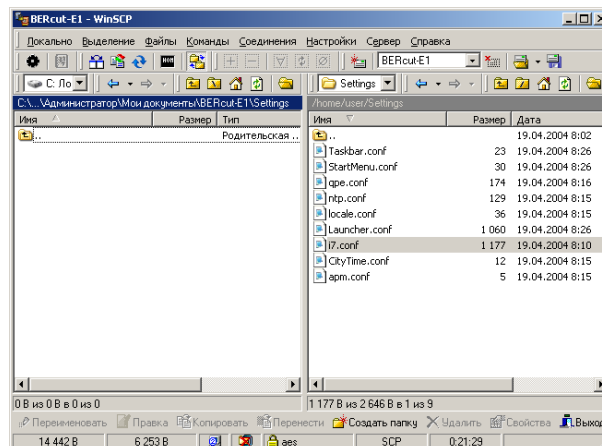 BERcut-E1 - WinSCP
Локально Выделение Файлы Команды Соединения Настройки Сервер Справка
BERcut-E1
C: Ло Settings
C:\...\Администратор\Мои документы\BERcut-E1\Settings /home/user/Settings
Имя Размер Тип Имя Размер Дата
.. Родительская .. .. 19.04.2004 8:02
Taskbar.conf 23 19.04.2004 8:26
StartMenu.conf 30 19.04.2004 8:26
qpe.conf 174 19.04.2004 8:16
ntp.conf 129 19.04.2004 8:15
locale.conf 36 19.04.2004 8:15
Launcher.conf 1 060 19.04.2004 8:26
i7.conf 1 177 19.04.2004 8:10
CityTime.conf 12 19.04.2004 8:15
apm.conf 5 19.04.2004 8:15
0 B из 0 B в 0 из 0 1 177 B из 2 646 B в 1 из 9
Переименовать Правка Копировать Перенести Создать папку Удалить Свойства Выход
14 442 B 6 253 B aes SCP 0:21:29